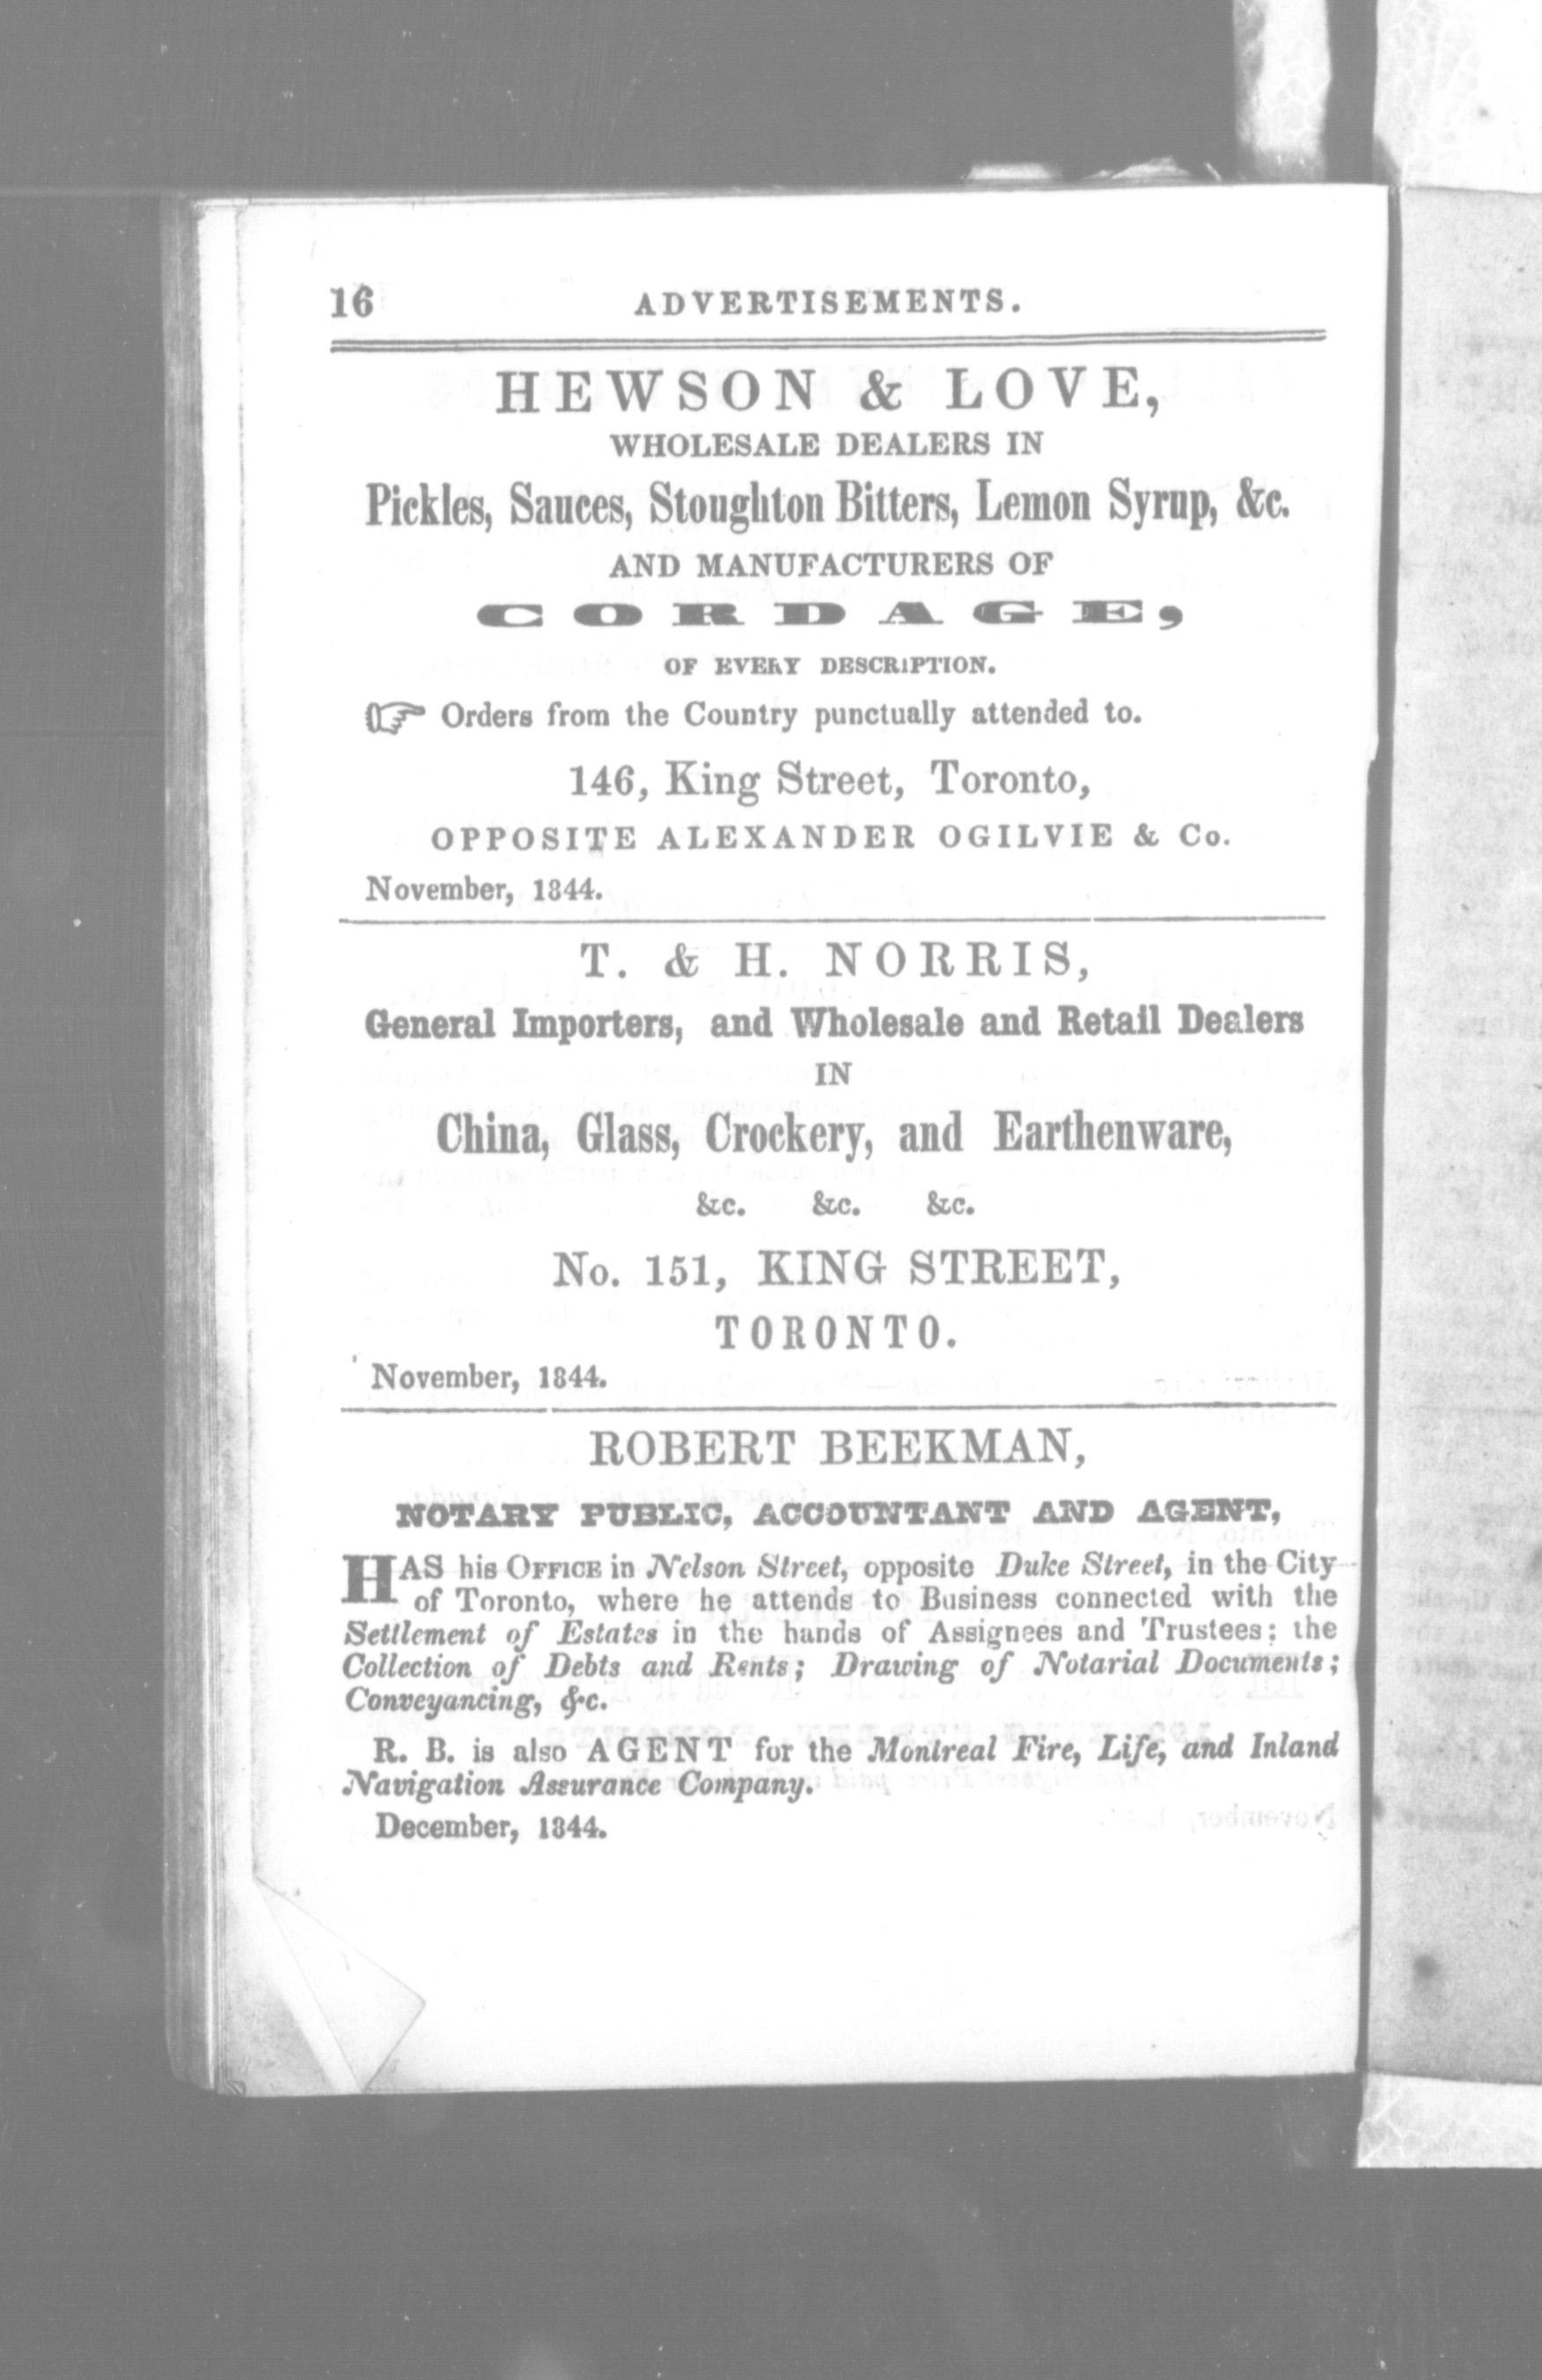 16 ADVERTISEMENTS.
HEWSON & LOVE,
WHOLESALE DEALERS IN
Pickles, Sauces, Stoughton Bitters, Lemon Syrup, &c.
AND MANUFACTURERS OF
CORDAGE,
OF EVERY DESCRIPTION.
☞ Orders from the Country punctually attended to.
146, King Street, Toronto,
OPPOSITE ALEXANDER OGILVIE & Co.
November, 1844.
T. & H. NORRIS,
General Importers, and Wholesale and Retail Dealers
IN
China, Glass, Crockery, and Earthenware,
&c. &c. &c.
No. 151, KING STREET,
TORONTO.
November, 1844.
ROBERT BEEKMAN,
NOTARY PUBLIC, ACCOUNTANT AND AGENT,
HAS his OFFICE in Nelson Street, opposite Duke Street, in the City
of Toronto, where he attends to Business connected with the
Settlement of Estates in the hands of Assignees and Trustees; the
Collection of Debts and Rents; Drawing of Notarial Documents;
Conveyancing, &c.
R. B. is also AGENT for the Montreal Fire, Life, and Inland
Navigation Assurance Company.
December, 1844.